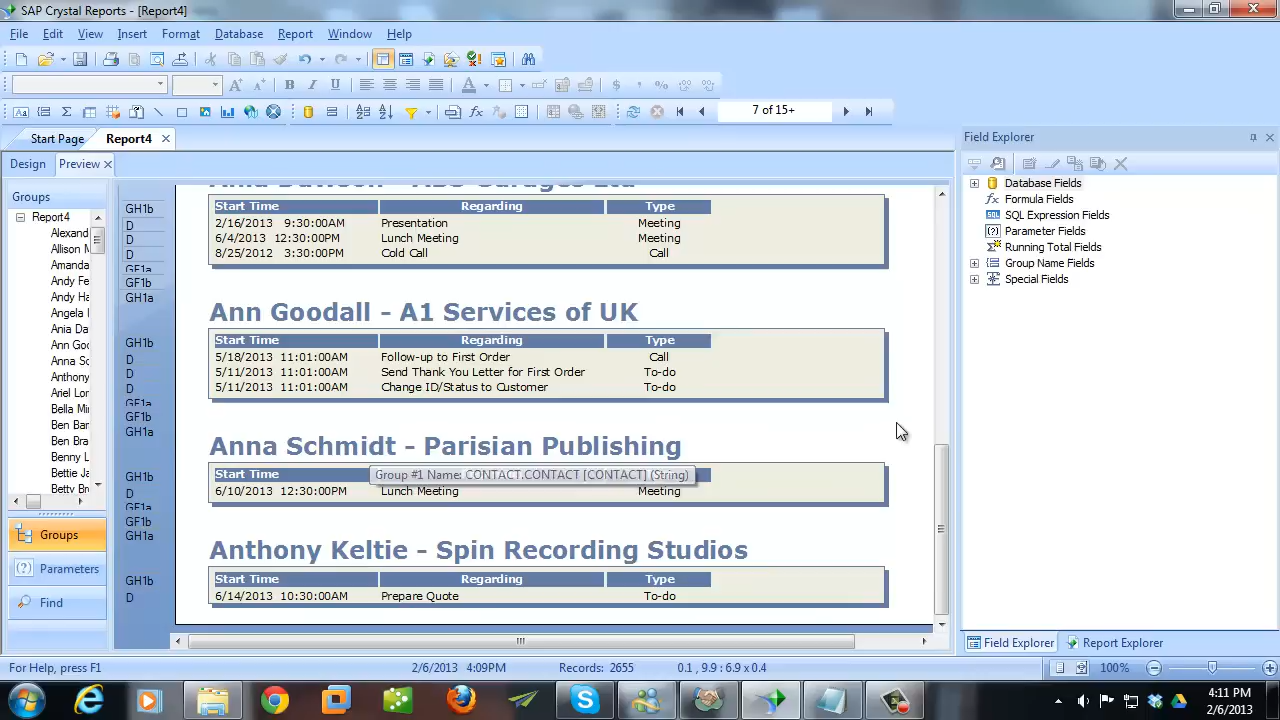 SAP Crystal Reports - [Report4]
File Edit View Insert Format Database Report Window Help
7 of 15+
Start Page Report4
Design Preview
Groups
Report4
Alexand
Allison M
Amanda
Andy Fe
Andy Ha
Angela
Ania Da
Ann Goo
Anna Sc
Anthony
Ariel Lor
Bella Mi
Ben Bar
Ben Bra
Benny L
Bettie Ja
Betty Br
Groups
Parameters
Find
GH1b
D
D
D
GF1a
GF1b
GH1a
GH1b
D
D
D
GF1a
GF1b
GH1a
GH1b
D
GF1a
GF1b
GH1a
GH1b
D
Start Time Regarding Type
2/16/2013 9:30:00AM Presentation Meeting
6/4/2013 12:30:00PM Lunch Meeting Meeting
8/25/2012 3:30:00PM Cold Call Call
Ann Goodall - A1 Services of UK
Start Time Regarding Type
5/18/2013 11:01:00AM Follow-up to First Order Call
5/11/2013 11:01:00AM Send Thank You Letter for First Order To-do
5/11/2013 11:01:00AM Change ID/Status to Customer To-do
Anna Schmidt - Parisian Publishing
Start Time
Group #1 Name: CONTACT.CONTACT [CONTACT] (String)
6/10/2013 12:30:00PM Lunch Meeting Meeting
Anthony Keltie - Spin Recording Studios
Start Time Regarding Type
6/14/2013 10:30:00AM Prepare Quote To-do
Field Explorer
Database Fields
Formula Fields
SQL Expression Fields
Parameter Fields
Running Total Fields
Group Name Fields
Special Fields
Field Explorer Report Explorer
For Help, press F1 2/6/2013 4:09PM Records: 2655 0.1 , 9.9 : 6.9 x 0.4 100%
4:11 PM
2/6/2013